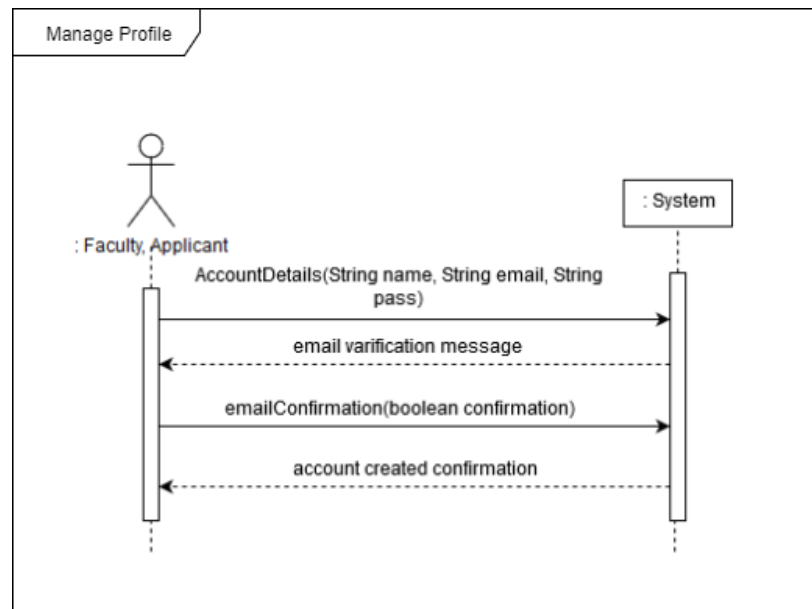 Manage Profile
: System
: Faculty, Applicant
AccountDetails(String name, String email, String
pass)
email varification message
emailConfirmation(boolean confirmation)
account created confirmation